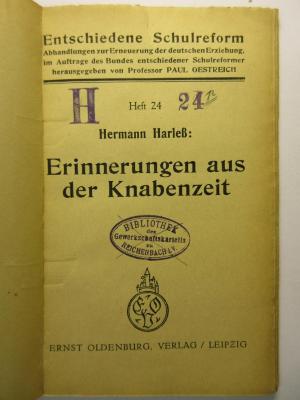 Entschiedene Schulreform
Abhandlungen zur Erneuerung der deutschen Erziehung,
im Auftrage des Bundes entschiedener Schulreformer
herausgegeben von Professor PAUL OESTREICH
H
Heft 24
24
Hermann Harleß:
Erinnerungen aus
der Knabenzeit
BIBLIOTHEK
des
Gewerkschaftskartells
zu
REICHENBACH i. V.
ERNST OLDENBURG, VERLAG / LEIPZIG